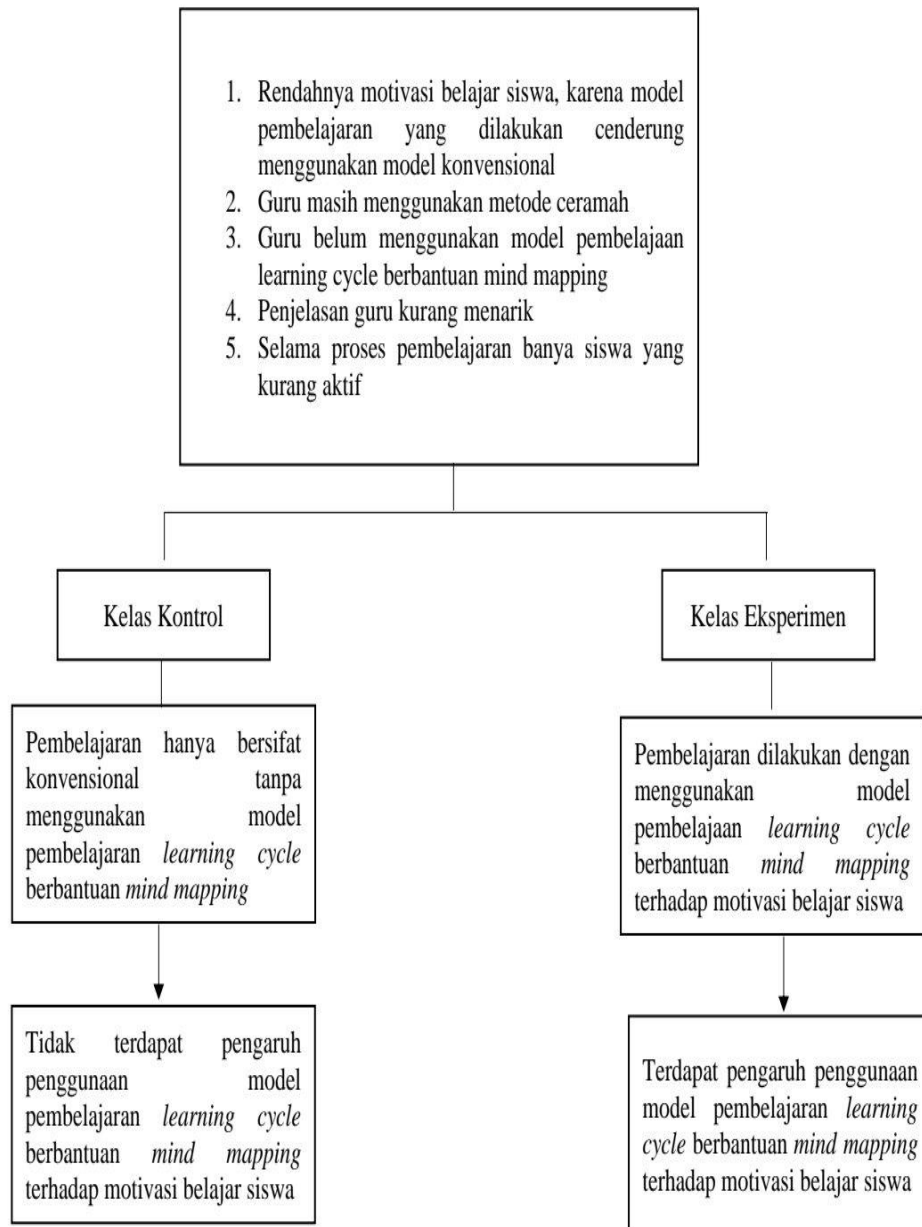 1. Rendahnya motivasi belajar siswa, karena model
pembelajaran yang dilakukan cenderung
menggunakan model konvensional
2. Guru masih menggunakan metode ceramah
3. Guru belum menggunakan model pembelajaan
learning cycle berbantuan mind mapping
4. Penjelasan guru kurang menarik
5. Selama proses pembelajaran banya siswa yang
kurang aktif
Kelas Kontrol
Pembelajaran hanya bersifat
konvensional tanpa
menggunakan model
pembelajaran learning cycle
berbantuan mind mapping
Tidak terdapat pengaruh
penggunaan model
pembelajaran learning cycle
berbantuan mind mapping
terhadap motivasi belajar siswa
Kelas Eksperimen
Pembelajaran dilakukan dengan
menggunakan model
pembelajaan learning cycle
berbantuan mind mapping
terhadap motivasi belajar siswa
Terdapat pengaruh penggunaan
model pembelajaran learning
cycle berbantuan mind mapping
terhadap motivasi belajar siswa